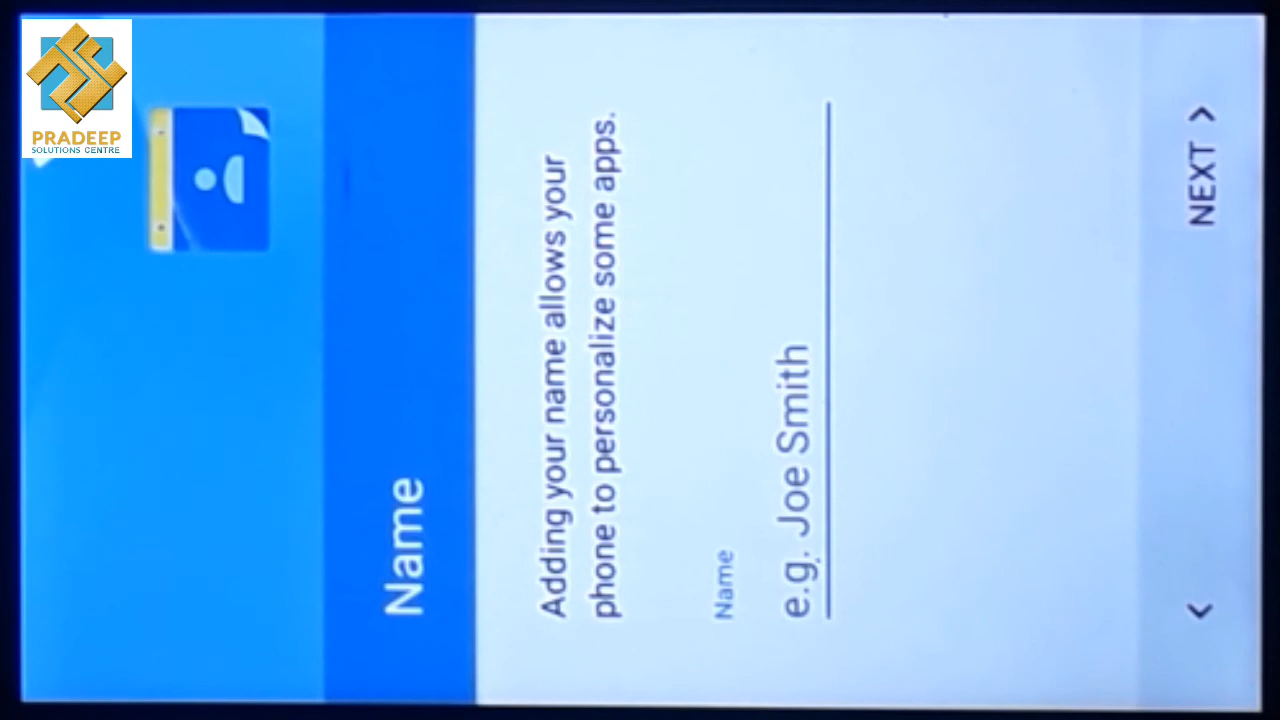 PRADEEP
SOLUTIONS CENTRE
Name
Adding your name allows your
phone to personalize some apps.
Name
e.g. Joe Smith
NEXT